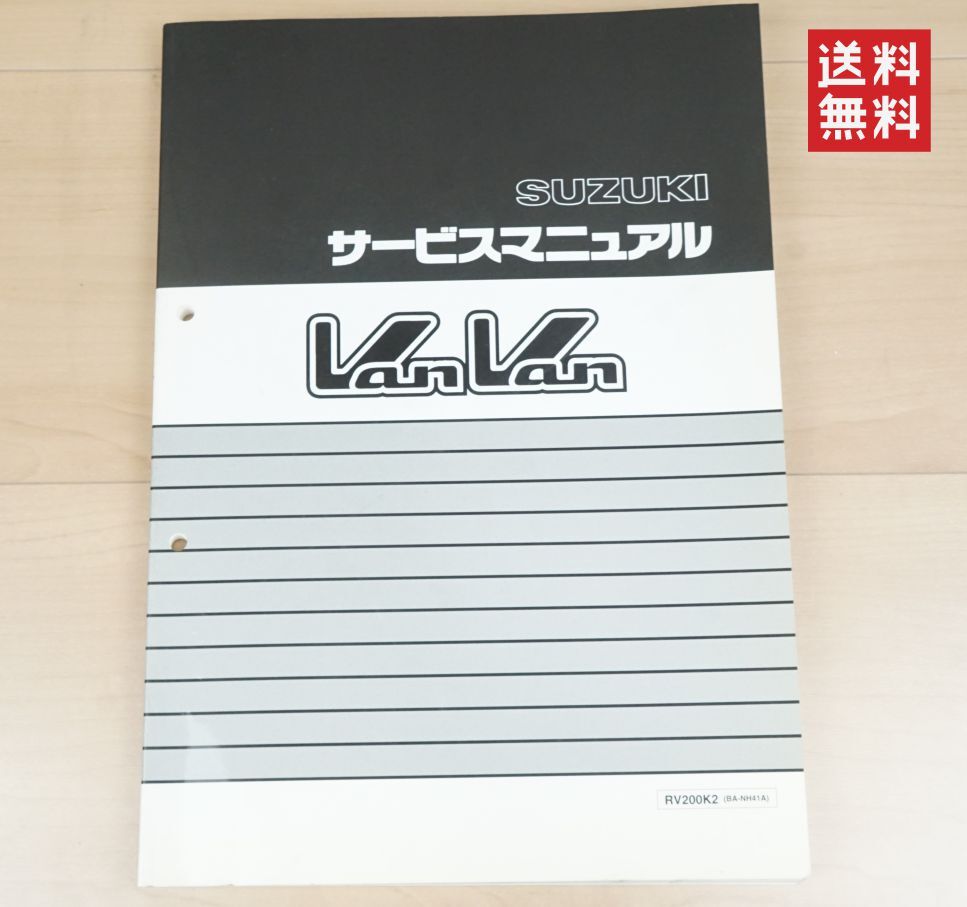 送料
無料
SUZUKI
サービスマニュアル
VanVan
RV200K2 (BA-NH41A)